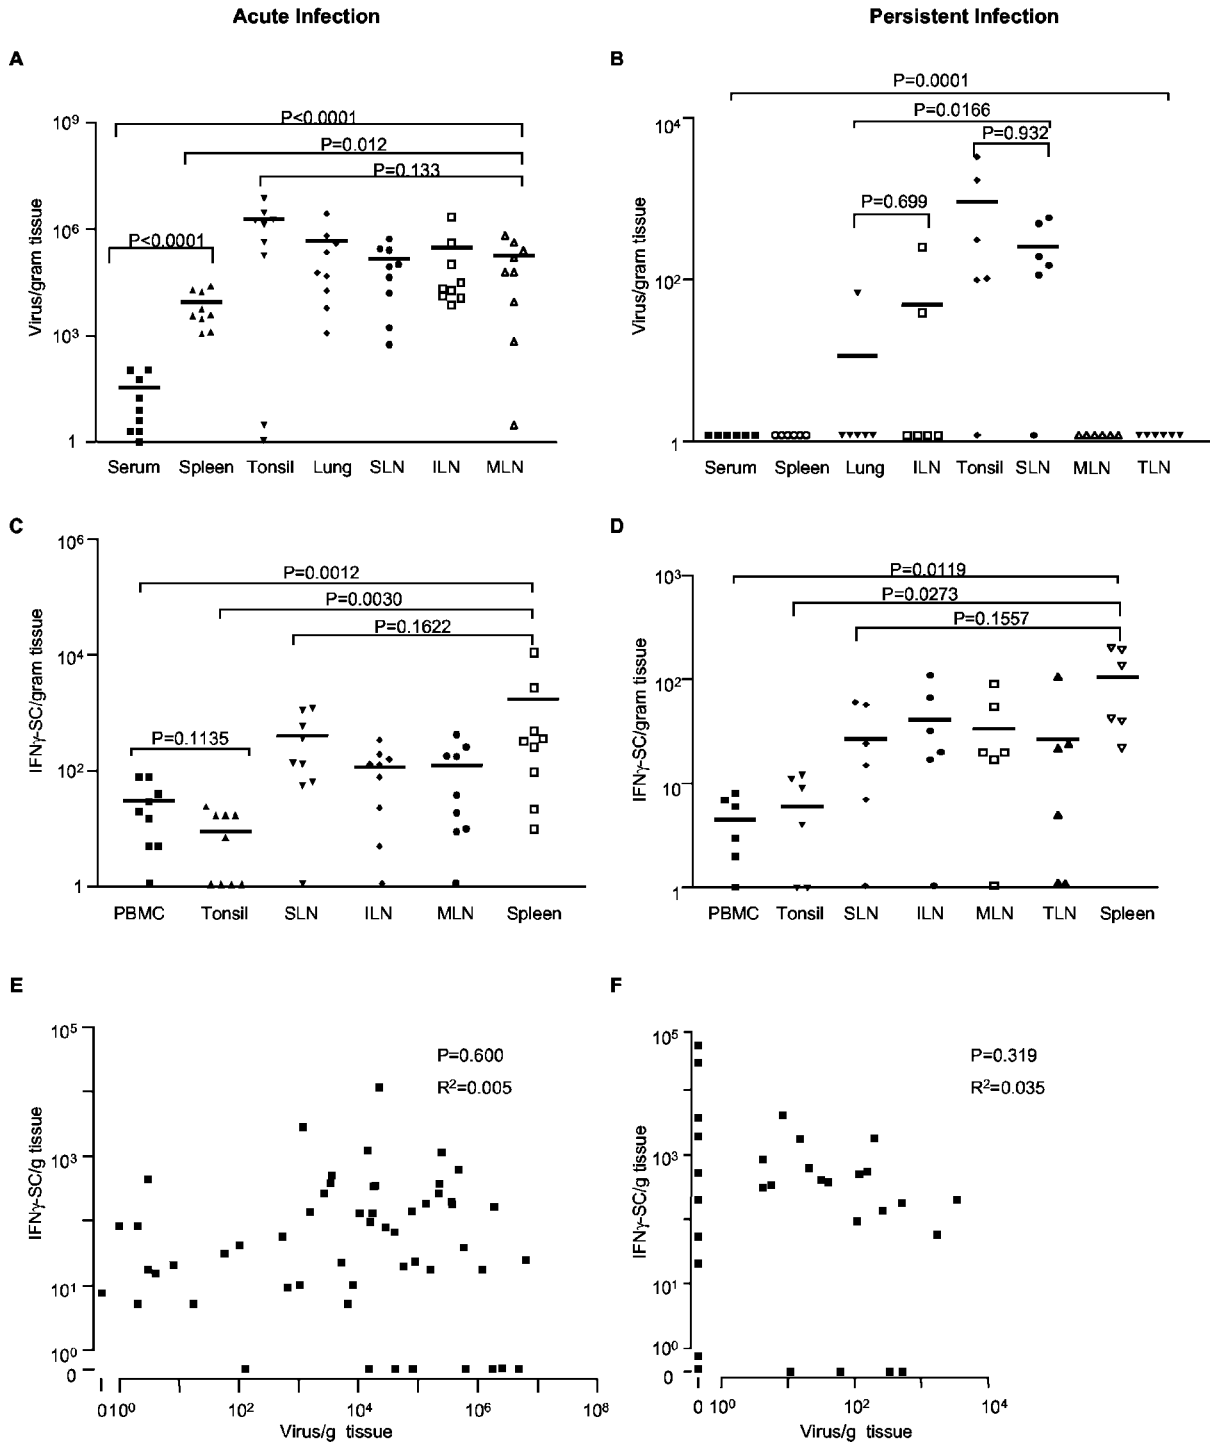 Acute Infection
Persistent Infection
A
B
P=0.0001
P<0.0001
P=0.0166
P=0.012
P=0.932
P=0.133
P=0.699
P<0.0001
10⁹
10⁶
10³
1
Virus/gram tissue
Serum Spleen Tonsil Lung SLN ILN MLN
10⁴
10²
1
Virus/gram tissue
Serum Spleen Lung ILN Tonsil SLN MLN TLN
C
10⁶
10⁴
10²
1
IFNγ-SC/gram tissue
P=0.0012
P=0.0030
P=0.1622
P=0.1135
PBMC Tonsil SLN ILN MLN Spleen
D
10³
10²
10
1
IFNγ-SC/gram tissue
P=0.0119
P=0.0273
P=0.1557
PBMC Tonsil SLN ILN MLN TLN Spleen
E
10⁵
10³
10¹
10⁰
0
IFNγ-SC/g tissue
P=0.600
R²=0.005
0 10⁰ 10² 10⁴ 10⁶ 10⁸
Virus/g tissue
F
10⁵
10³
10¹
10⁰
0
IFNγ-SC/g tissue
P=0.319
R²=0.035
0 10⁰ 10² 10⁴
Virus/g tissue